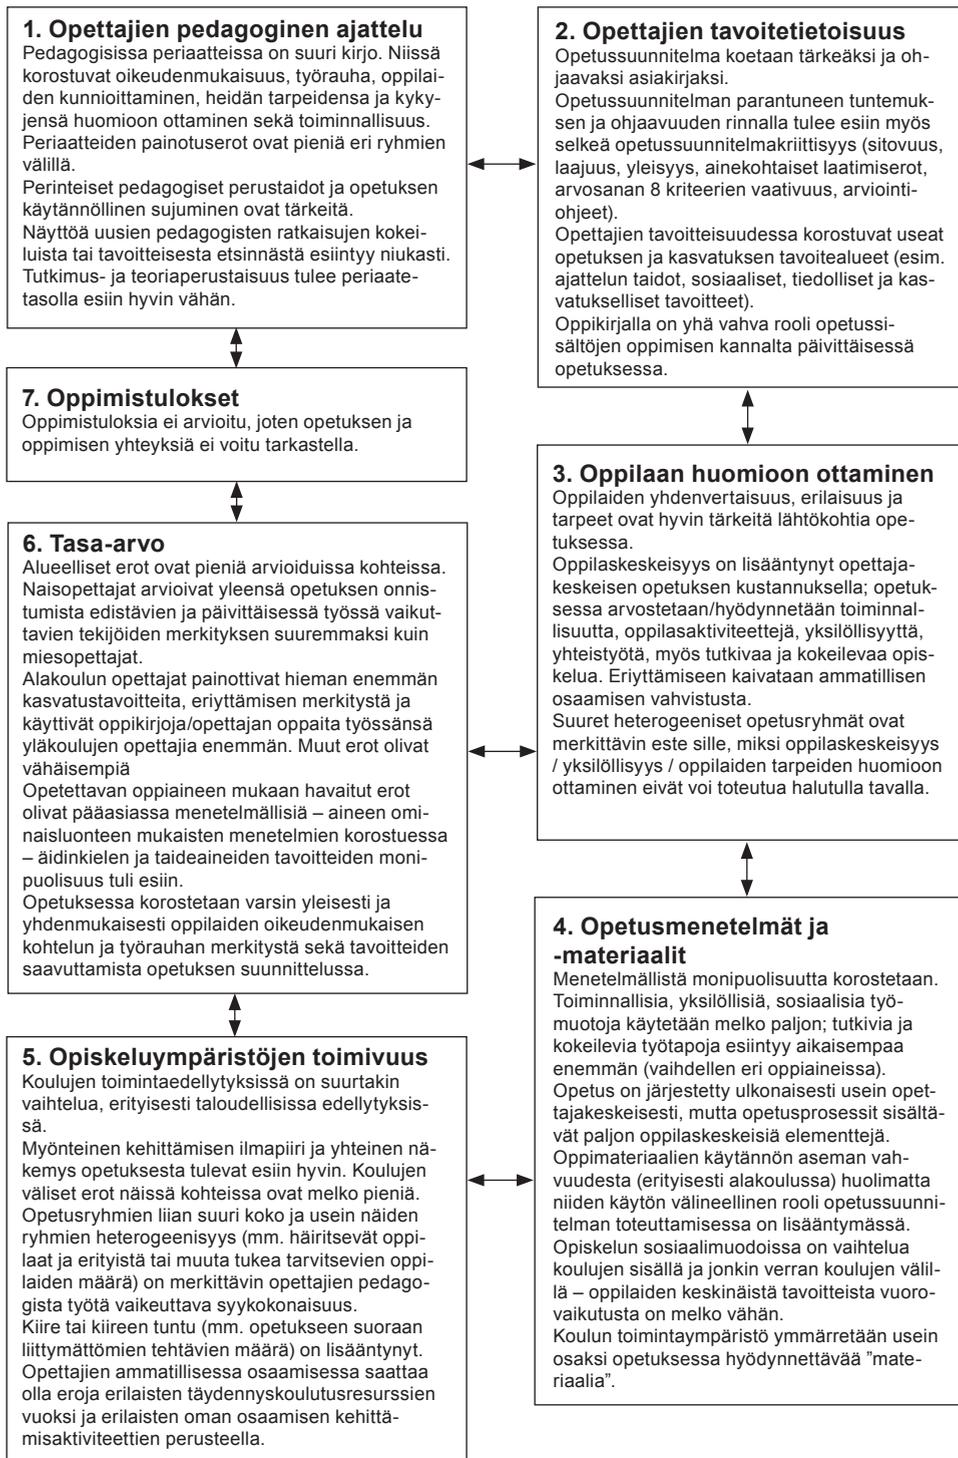 1. Opettajien pedagoginen ajattelu
Pedagogisissa periaatteissa on suuri kirjo. Niissä
korostuvat oikeudenmukaisuus, työrauha, oppilai-
den kunnioittaminen, heidän tarpeidensa ja kyky-
jensä huomioon ottaminen sekä toiminnallisuus.
Periaatteiden painotuserot ovat pieniä eri ryhmien
välillä.
Perinteiset pedagogiset perustaidot ja opetuksen
käytännöllinen sujuminen ovat tärkeitä.
Näyttöä uusien pedagogisten ratkaisujen kokei-
luista tai tavoitteisesta etsinnästä esiintyy niukasti.
Tutkimus- ja teoriaperustaisuus tulee periaate-
tasolla esiin hyvin vähän.
2. Opettajien tavoitetietoisuus
Opetussuunnitelma koetaan tärkeäksi ja oh-
jaavaksi asiakirjaksi.
Opetussuunnitelman parantuneen tuntemuk-
sen ja ohjaavuuden rinnalla tulee esiin myös
selkeä opetussuunnitelmakriittisyys (sitovuus,
laajuus, yleisyys, ainekohtaiset laatimiserot,
arvosanan 8 kriteerien vaativuus, arviointi-
ohjeet).
Opettajien tavoitteisuudessa korostuvat useat
opetuksen ja kasvatuksen tavoitealueet (esim.
ajattelun taidot, sosiaaliset, tiedolliset ja kas-
vatukselliset tavoitteet).
Oppikirjalla on yhä vahva rooli opetussi-
sältöjen oppimisen kannalta päivittäisessä
opetuksessa.
7. Oppimistulokset
Oppimistuloksia ei arvioitu, joten opetuksen ja
oppimisen yhteyksiä ei voitu tarkastella.
3. Oppilaan huomioon ottaminen
Oppilaiden yhdenvertaisuus, erilaisuus ja
tarpeet ovat hyvin tärkeitä lähtökohtia ope-
tuksessa.
Oppilaskeskeisyys on lisääntynyt opettaja-
keskeisen opetuksen kustannuksella; opetuk-
sessa arvostetaan/hyödynnetään toiminnal-
lisuutta, oppilasaktiviteettejä, yksilöllisyyttä,
yhteistyötä, myös tutkivaa ja kokeilevaa opis-
kelua. Eriyttämiseen kaivataan ammatillisen
osaamisen vahvistusta.
Suuret heterogeeniset opetusryhmät ovat
merkittävin este sille, miksi oppilaskeskeisyys
/ yksilöllisyys / oppilaiden tarpeiden huomioon
ottaminen eivät voi toteutua halutulla tavalla.
6. Tasa-arvo
Alueelliset erot ovat pieniä arvioiduissa kohteissa.
Naisopettajat arvioivat yleensä opetuksen onnis-
tumista edistävien ja päivittäisessä työssä vaikut-
tavien tekijöiden merkityksen suuremmaksi kuin
miesopettajat.
Alakoulun opettajat painottivat hieman enemmän
kasvatustavoitteita, eriyttämisen merkitystä ja
käyttivät oppikirjoja/opettajan oppaita työssänsä
yläkoulujen opettajia enemmän. Muut erot olivat
vähäisempiä
Opetettavan oppiaineen mukaan havaitut erot
olivat pääasiassa menetelmällisiä – aineen omi-
naisluonteen mukaisten menetelmien korostuessa
– äidinkielen ja taideaineiden tavoitteiden moni-
puolisuus tuli esiin.
Opetuksessa korostetaan varsin yleisesti ja
yhdenmukaisesti oppilaiden oikeudenmukaisen
kohtelun ja työrauhan merkitystä sekä tavoitteiden
saavuttamista opetuksen suunnittelussa.
4. Opetusmenetelmät ja
-materiaalit
Menetelmällistä monipuolisuutta korostetaan.
Toiminnallisia, yksilöllisiä, sosiaalisia työ-
muotoja käytetään melko paljon; tutkivia ja
kokeilevia työtapoja esiintyy aikaisempaa
enemmän (vaihdellen eri oppiaineissa).
Opetus on järjestetty ulkonaisesti usein opet-
tajakeskeisesti, mutta opetusprosessit sisältä-
vät paljon oppilaskeskeisiä elementtejä.
Oppimateriaalien käytännön aseman vah-
vuudesta (erityisesti alakoulussa) huolimatta
niiden käytön välineellinen rooli opetussuunni-
telman toteuttamisessa on lisääntymässä.
Opiskelun sosiaalimuodoissa on vaihtelua
koulujen sisällä ja jonkin verran koulujen välil-
lä – oppilaiden keskinäistä tavoitteista vuoro-
vaikutusta on melko vähän.
Koulun toimintaympäristö ymmärretään usein
osaksi opetuksessa hyödynnettävää ”mate-
riaalia”.
5. Opiskeluympäristöjen toimivuus
Koulujen toimintaedellytyksissä on suurtakin
vaihtelua, erityisesti taloudellisissa edellytyksis-
sä.
Myönteinen kehittämisen ilmapiiri ja yhteinen nä-
kemys opetuksesta tulevat esiin hyvin. Koulujen
väliset erot näissä kohteissa ovat melko pieniä.
Opetusryhmien liian suuri koko ja usein näiden
ryhmien heterogeenisyys (mm. häiritsevät oppi-
laat ja erityistä tai muuta tukea tarvitsevien oppi-
laiden määrä) on merkittävin opettajien pedago-
gista työtä vaikeuttava syykokonaisuus.
Kiire tai kiireen tuntu (mm. opetukseen suoraan
liittymättömien tehtävien määrä) on lisääntynyt.
Opettajien ammatillisessa osaamisessa saattaa
olla eroja erilaisten täydennyskoulutusresurssien
vuoksi ja erilaisten oman osaamisen kehittä-
misaktiviteettien perusteella.